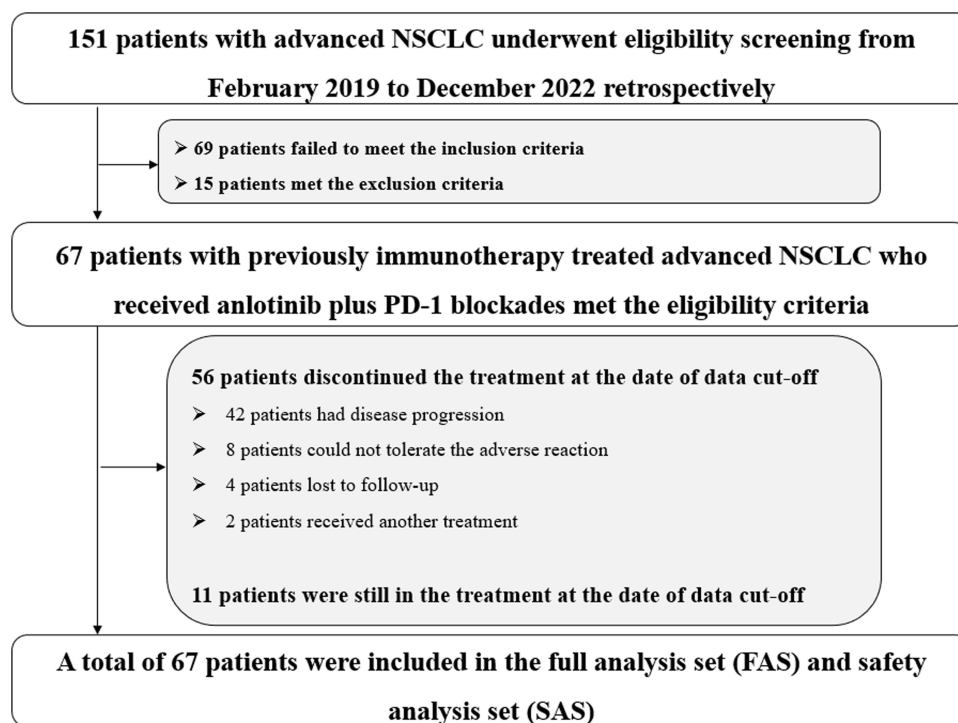 151 patients with advanced NSCLC underwent eligibility screening from
February 2019 to December 2022 retrospectively
➢ 69 patients failed to meet the inclusion criteria
➢ 15 patients met the exclusion criteria
67 patients with previously immunotherapy treated advanced NSCLC who
received anlotinib plus PD-1 blockades met the eligibility criteria
56 patients discontinued the treatment at the date of data cut-off
➢ 42 patients had disease progression
➢ 8 patients could not tolerate the adverse reaction
➢ 4 patients lost to follow-up
➢ 2 patients received another treatment
11 patients were still in the treatment at the date of data cut-off
A total of 67 patients were included in the full analysis set (FAS) and safety
analysis set (SAS)